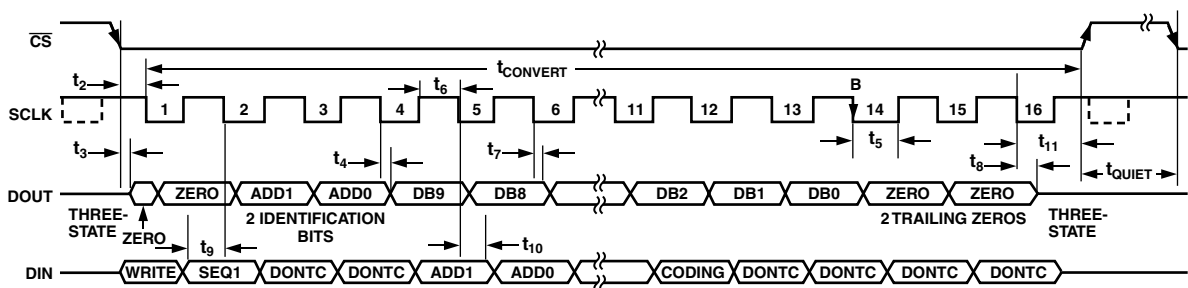 CS
t2
tCONVERT
t6
B
SCLK
1 2 3 4 5 6 11 12 13 14 15 16
t3
t4
t7
t5
t8
t11
tQUIET
DOUT
ZERO ADD1 ADD0 DB9 DB8 DB2 DB1 DB0 ZERO ZERO
THREE-
STATE
ZERO
2 IDENTIFICATION
BITS
2 TRAILING ZEROS
THREE-
STATE
t9
t10
DIN
WRITE SEQ1 DONTC DONTC ADD1 ADD0 CODING DONTC DONTC DONTC DONTC